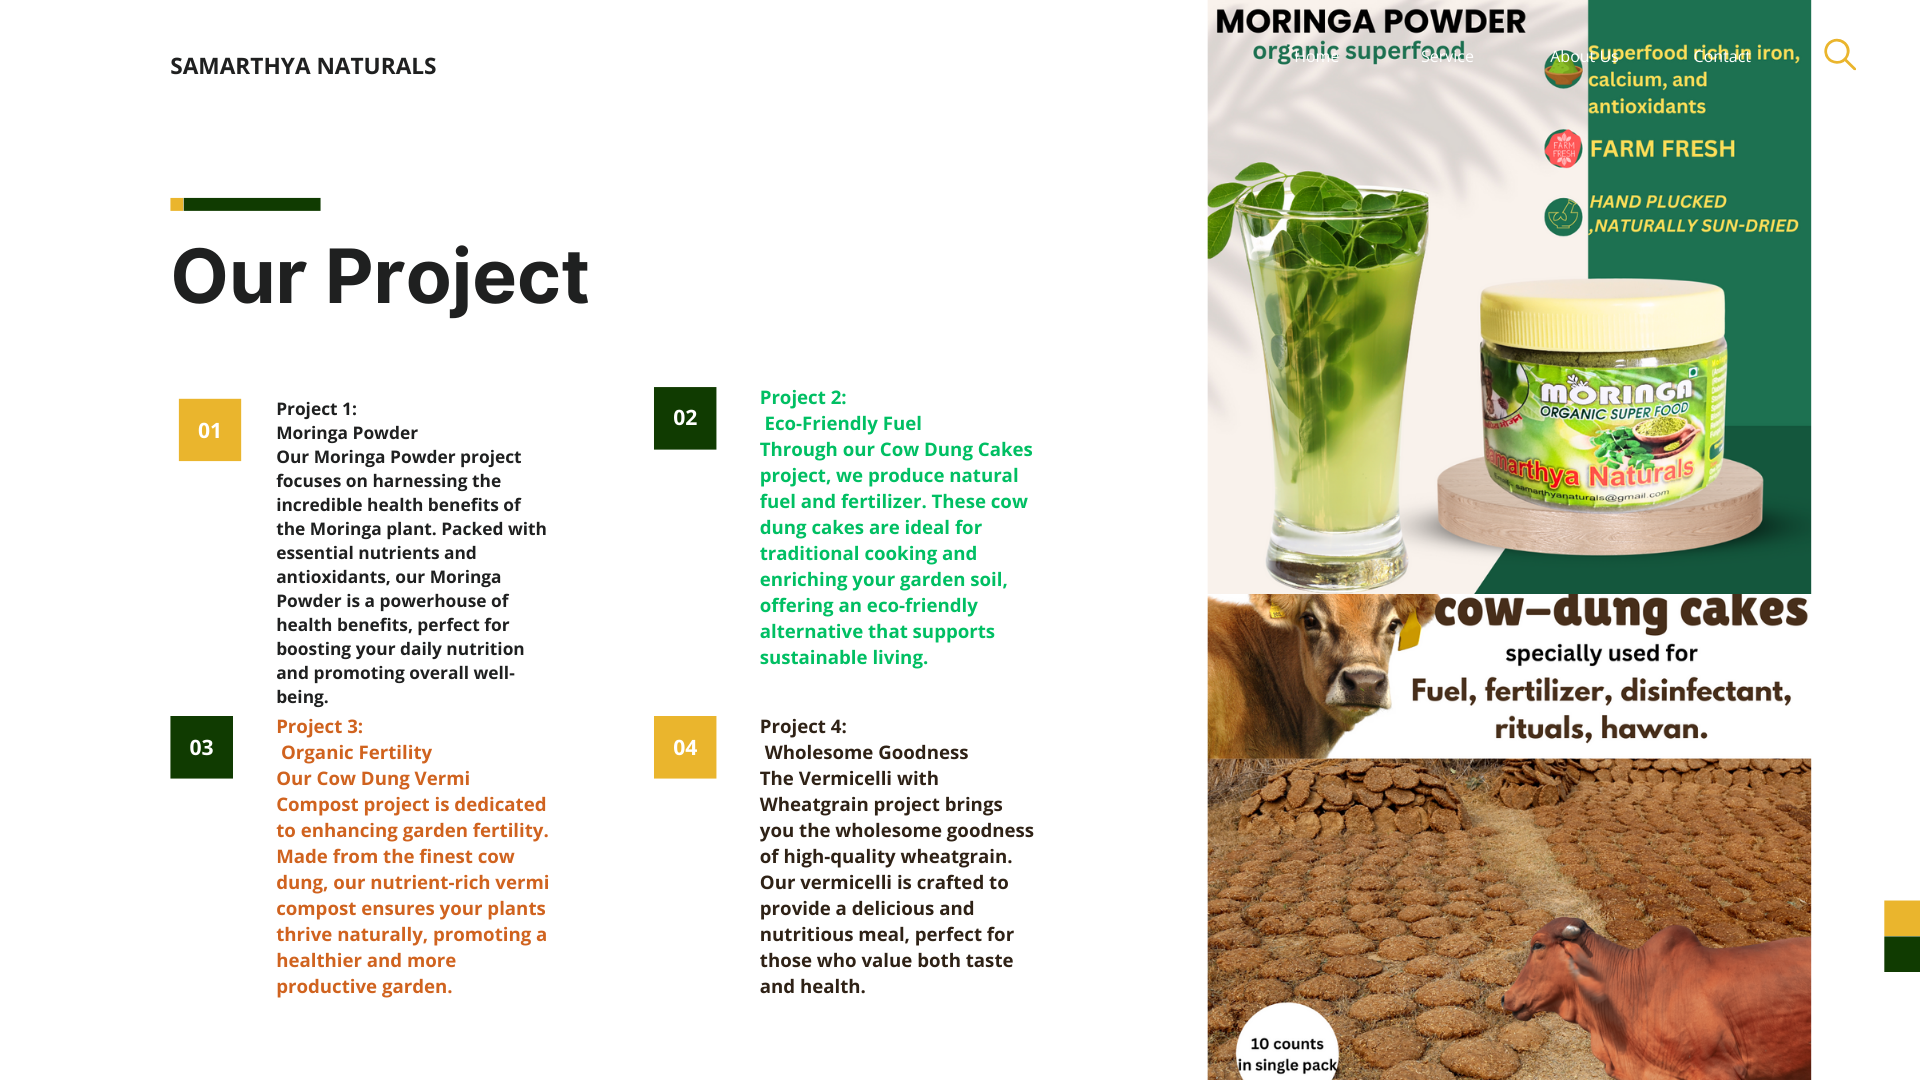 SAMARTHYA NATURALS
Home
Service
About Us
Contact
Our Project
01
Project 1:
Moringa Powder
Our Moringa Powder project
focuses on harnessing the
incredible health benefits of
the Moringa plant. Packed with
essential nutrients and
antioxidants, our Moringa
Powder is a powerhouse of
health benefits, perfect for
boosting your daily nutrition
and promoting overall well-
being.
02
Project 2:
Eco-Friendly Fuel
Through our Cow Dung Cakes
project, we produce natural
fuel and fertilizer. These cow
dung cakes are ideal for
traditional cooking and
enriching your garden soil,
offering an eco-friendly
alternative that supports
sustainable living.
03
Project 3:
Organic Fertility
Our Cow Dung Vermi
Compost project is dedicated
to enhancing garden fertility.
Made from the finest cow
dung, our nutrient-rich vermi
compost ensures your plants
thrive naturally, promoting a
healthier and more
productive garden.
04
Project 4:
Wholesome Goodness
The Vermicelli with
Wheatgrain project brings
you the wholesome goodness
of high-quality wheatgrain.
Our vermicelli is crafted to
provide a delicious and
nutritious meal, perfect for
those who value both taste
and health.
MORINGA POWDER
organic superfood
Superfood rich in iron,
calcium, and
antioxidants
FARM FRESH
FARM
FRESH
HAND PLUCKED
,NATURALLY SUN-DRIED
MORINGA
ORGANIC SUPER FOOD
amarthya Naturals
samarthyanaturals@gmail.com
cow-dung cakes
specially used for
Fuel, fertilizer, disinfectant,
rituals, hawan.
10 counts
in single pack